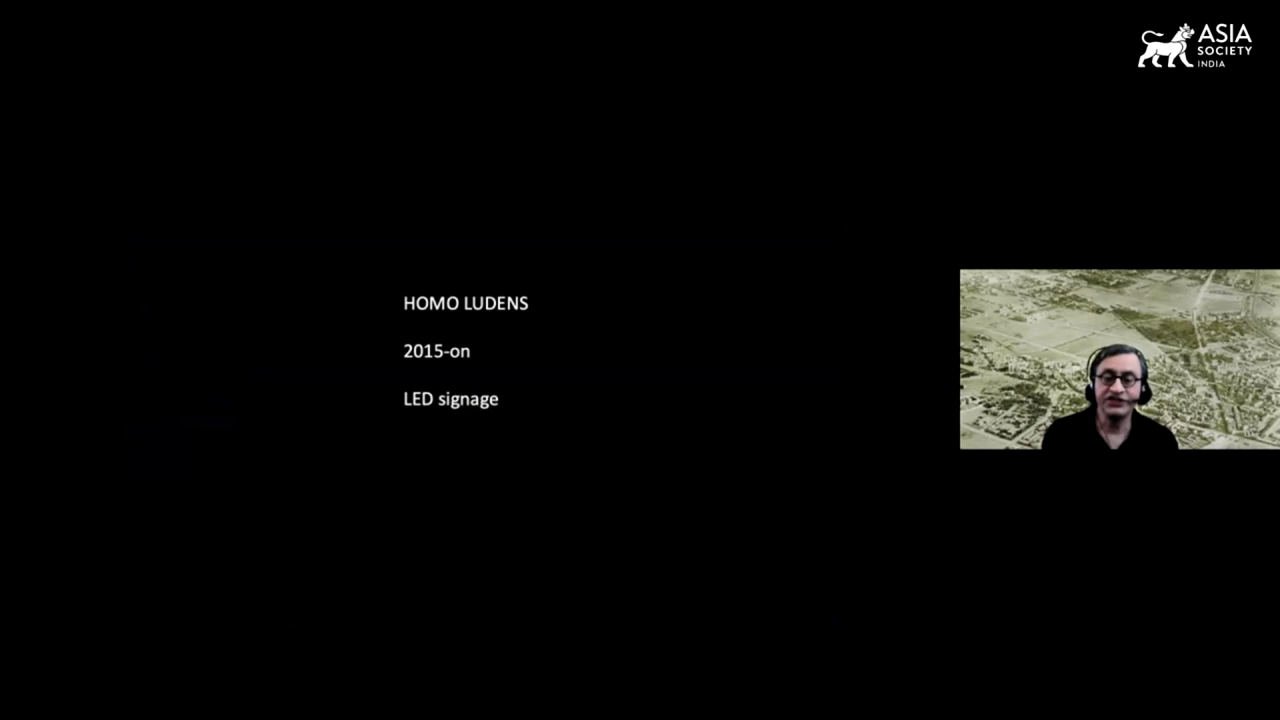 ASIA
SOCIETY
INDIA
HOMO LUDENS
2015-on
LED signage